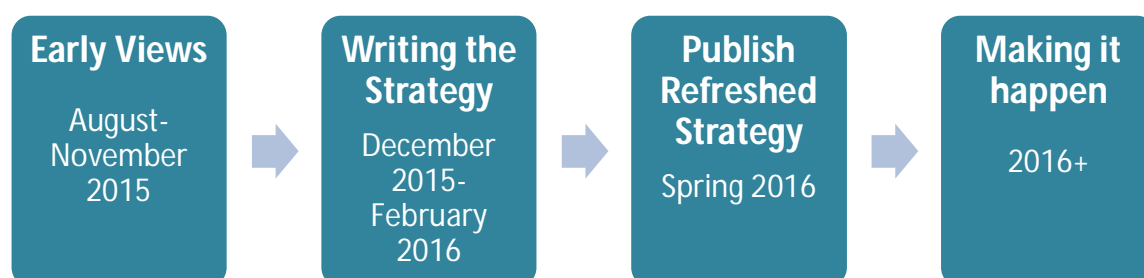 Early Views
August-
November
2015
Writing the
Strategy
December
2015-
February
2016
Publish
Refreshed
Strategy
Spring 2016
Making it
happen
2016+